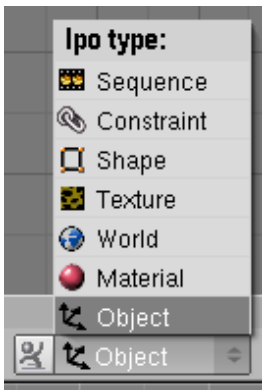 Ipo type:
Sequence
Constraint
Shape
Texture
World
Material
Object
Object